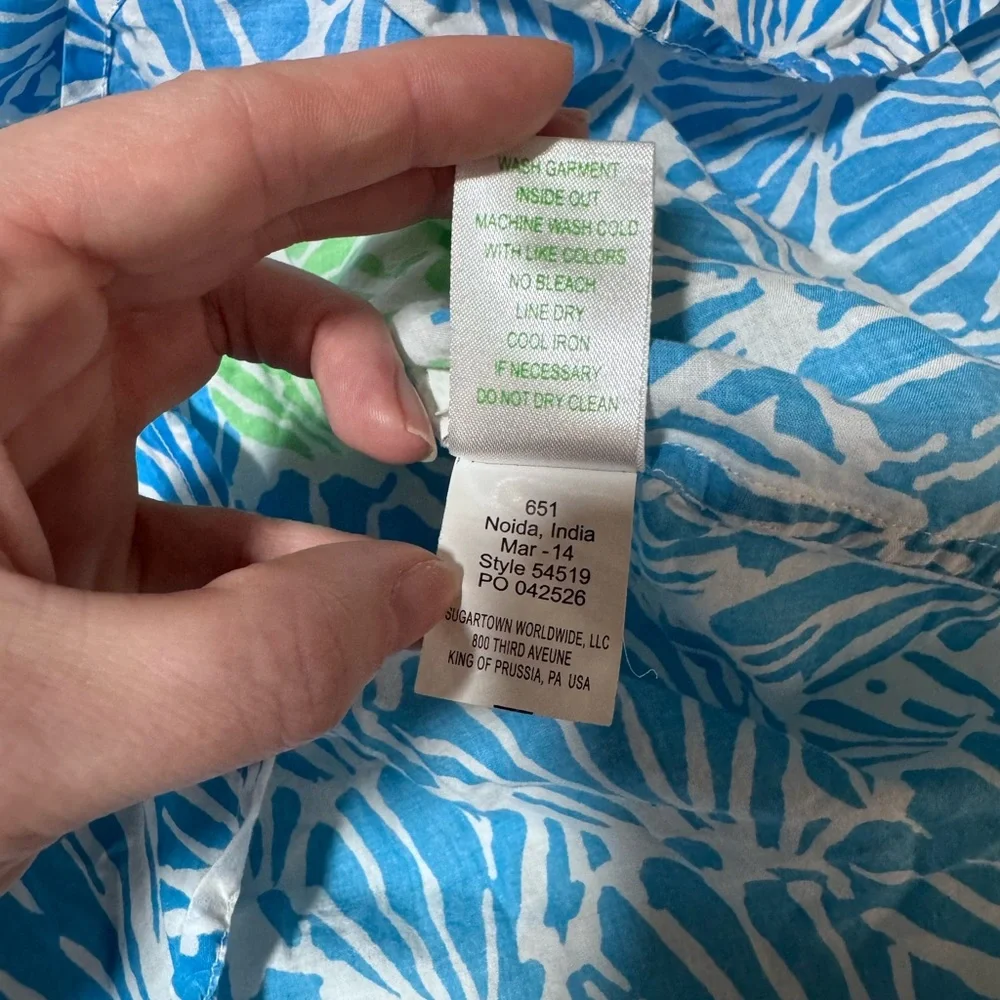 WASH GARMENT
INSIDE OUT
MACHINE WASH COLD
WITH LIKE COLORS
NO BLEACH
LINE DRY
COOL IRON
IF NECESSARY
DO NOT DRY CLEAN
651
Noida, India
Mar -14
Style 54519
PO 042526
SUGARTOWN WORLDWIDE, LLC
800 THIRD AVEUNE
KING OF PRUSSIA, PA USA